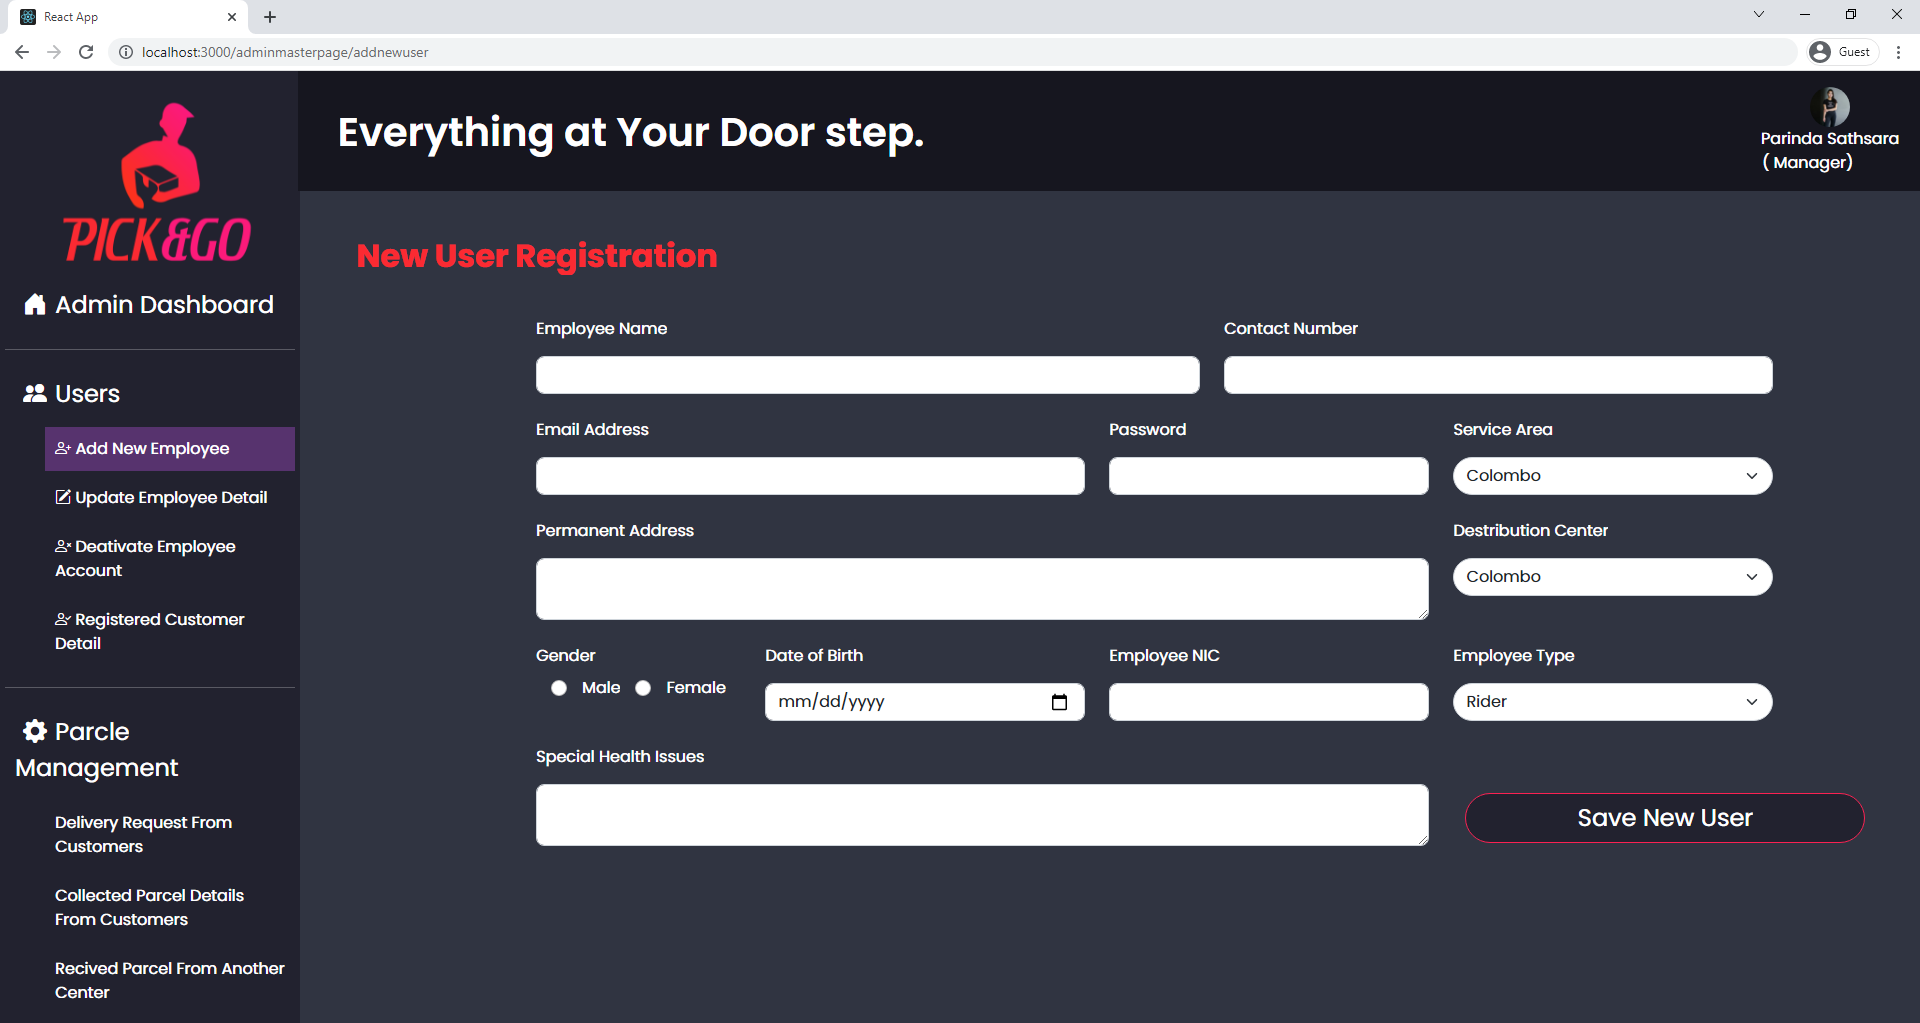 React App
localhost:3000/adminmasterpage/addnewuser
Guest
PICK&GO
Everything at Your Door step.
Parinda Sathsara
( Manager)
Admin Dashboard
Users
Add New Employee
Update Employee Detail
Deativate Employee
Account
Registered Customer
Detail
Parcle
Management
Delivery Request From
Customers
Collected Parcel Details
From Customers
Recived Parcel From Another
Center
New User Registration
Employee Name
Contact Number
Email Address
Password
Service Area
Colombo
Permanent Address
Destribution Center
Colombo
Gender
Male
Female
Date of Birth
mm/dd/yyyy
Employee NIC
Employee Type
Rider
Special Health Issues
Save New User